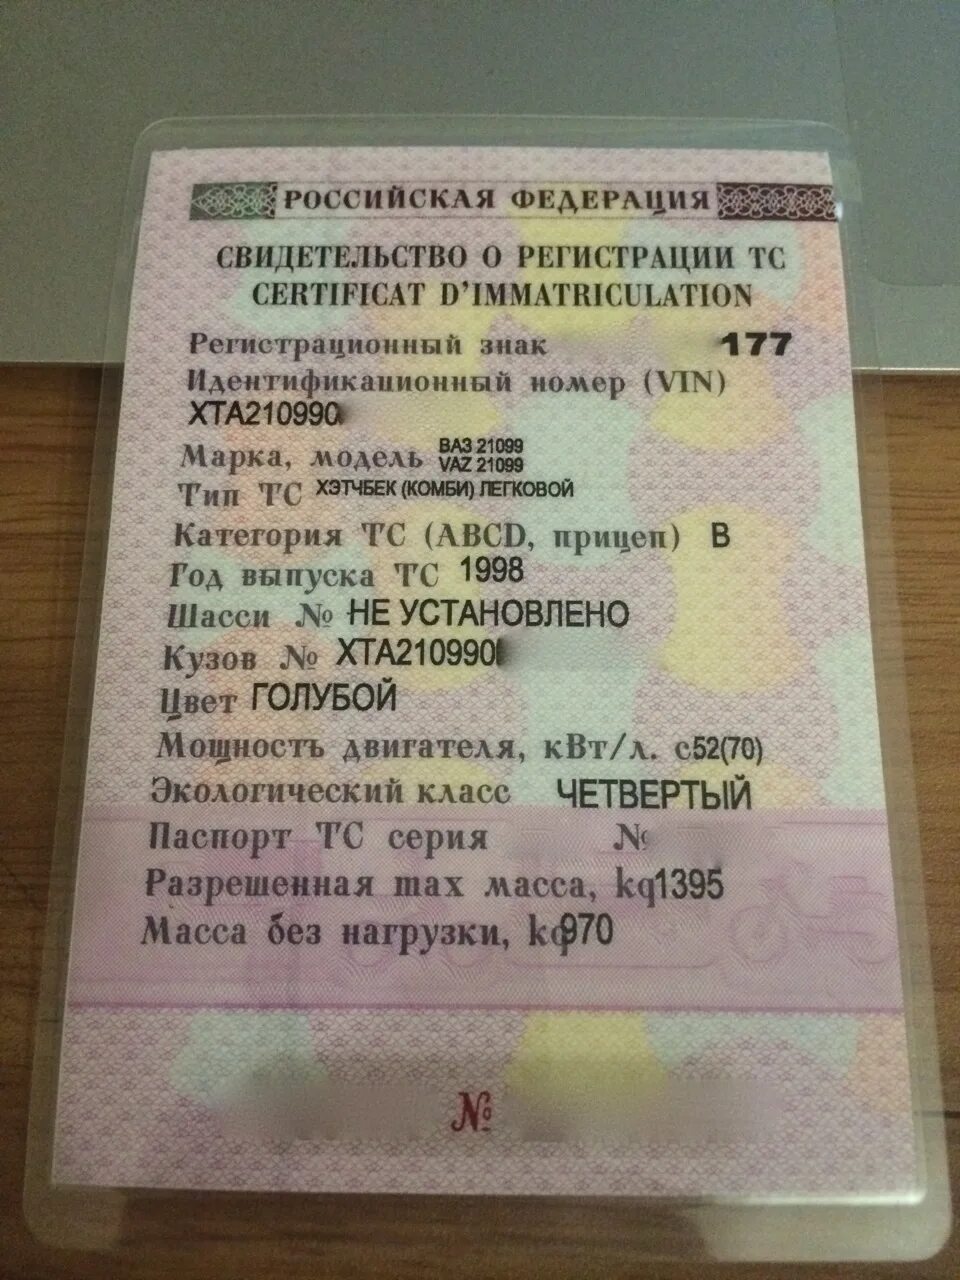 РОССИЙСКАЯ ФЕДЕРАЦИЯ
СВИДЕТЕЛЬСТВО О РЕГИСТРАЦИИ ТС
CERTIFICAT D'IMMATRICULATION
Регистрационный знак 177
Идентификационный номер (VIN)
XTA210990
Марка, модель ВАЗ 21099
VAZ 21099
Тип ТС ХЭТЧБЕК (КОМБИ) ЛЕГКОВОЙ
Категория ТС (ABCD, прицеп) B
Год выпуска ТС 1998
Шасси № НЕ УСТАНОВЛЕНО
Кузов № XTA210990
Цвет ГОЛУБОЙ
Мощность двигателя, кВт/л. с52(70)
Экологический класс ЧЕТВЕРТЫЙ
Паспорт ТС серия №
Разрешенная max масса, kq1395
Масса без нагрузки, kq970
№